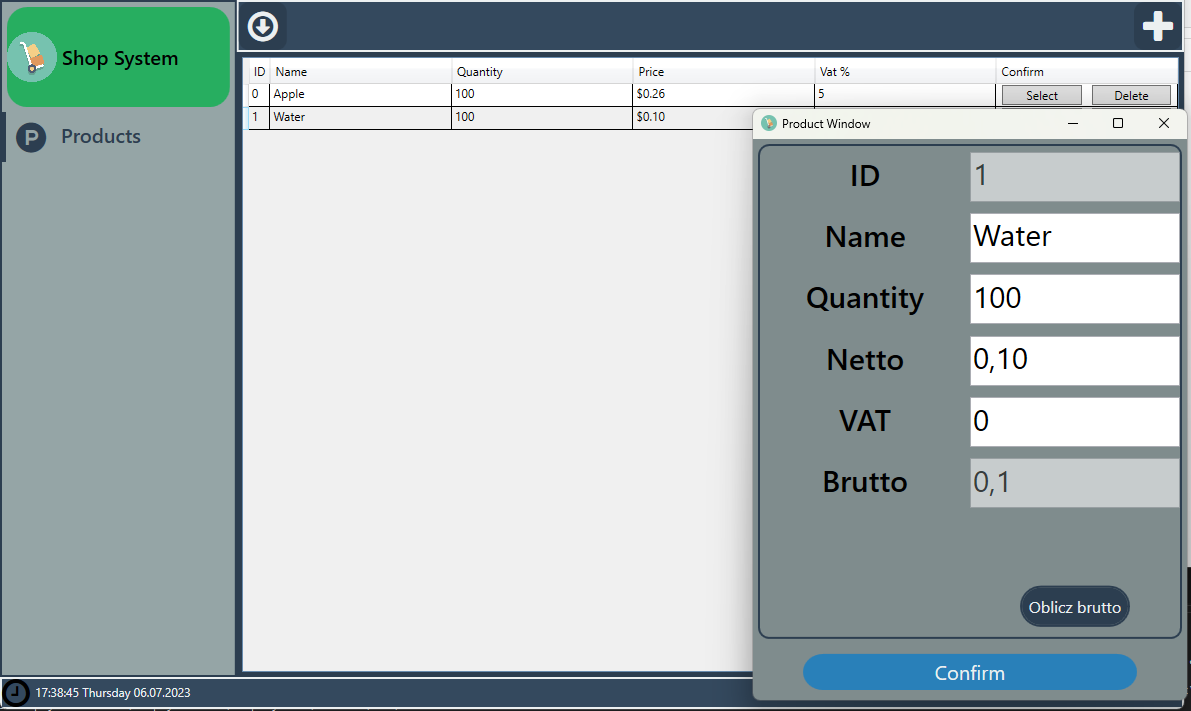 Shop System
P Products
ID Name Quantity Price Vat % Confirm
0 Apple 100 $0.26 5 Select Delete
1 Water 100 $0.10
Product Window
ID 1
Name Water
Quantity 100
Netto 0,10
VAT 0
Brutto 0,1
Oblicz brutto
Confirm
17:38:45 Thursday 06.07.2023